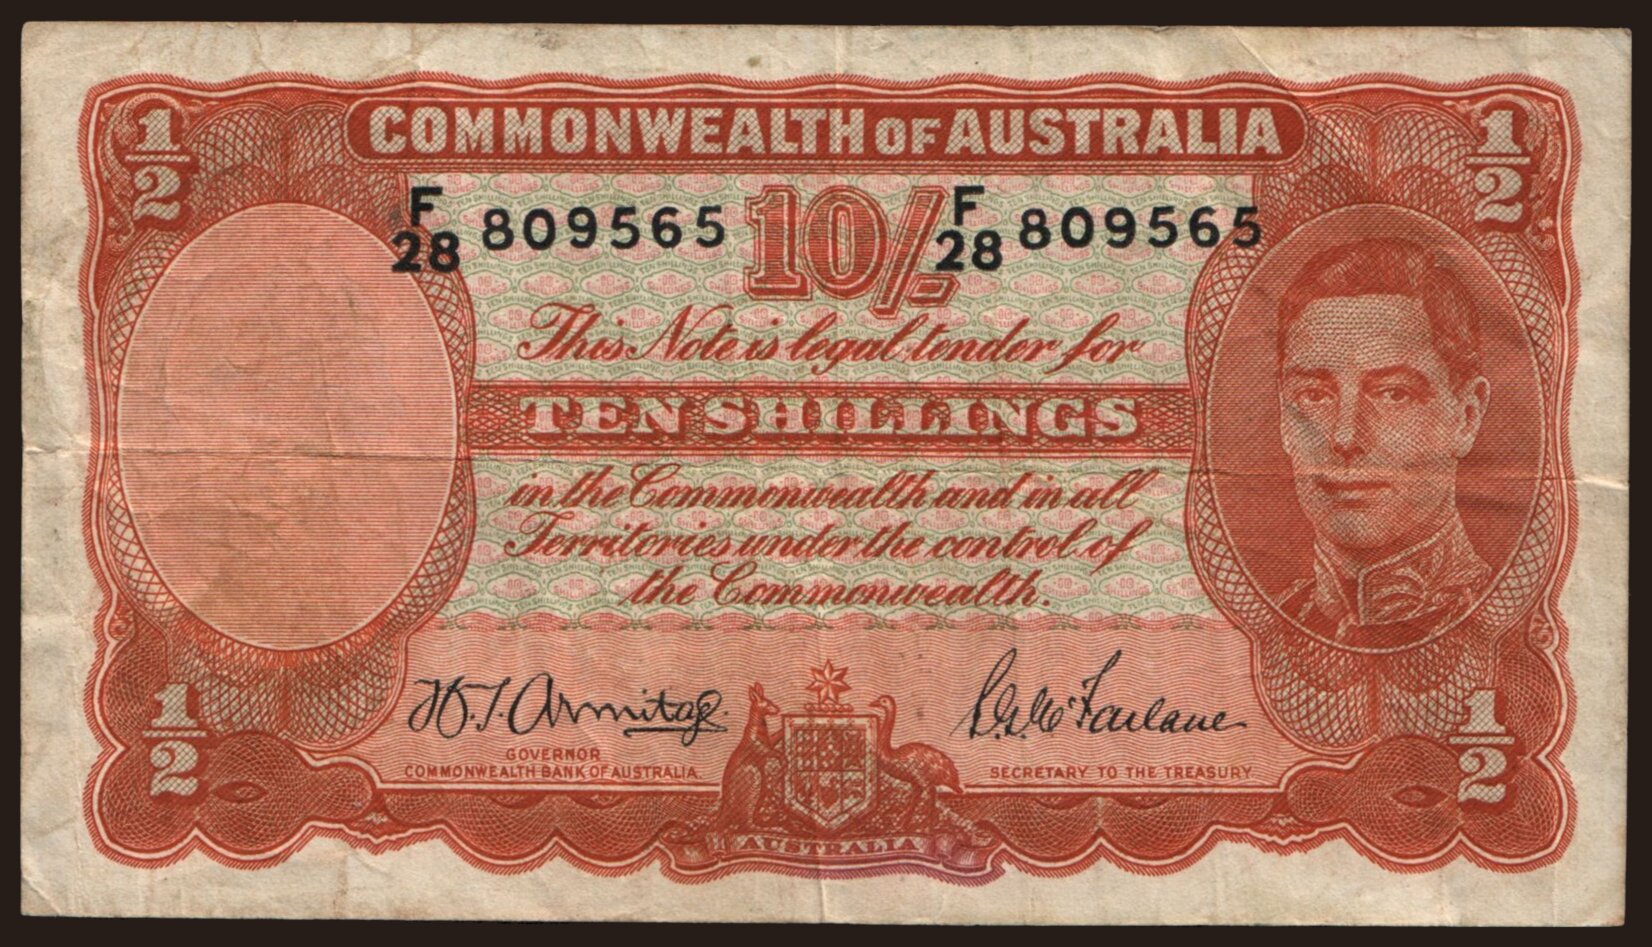 1/2 COMMONWEALTH OF AUSTRALIA 1/2
F/28 809565 10/- F/28 809565
This Note is legal tender for
TEN SHILLINGS
in the Commonwealth and in all
Territories under the control of
the Commonwealth.
H.T. Armitage
GOVERNOR
COMMONWEALTH BANK OF AUSTRALIA.
S.G. McFarlane
SECRETARY TO THE TREASURY
1/2 AUSTRALIA 1/2